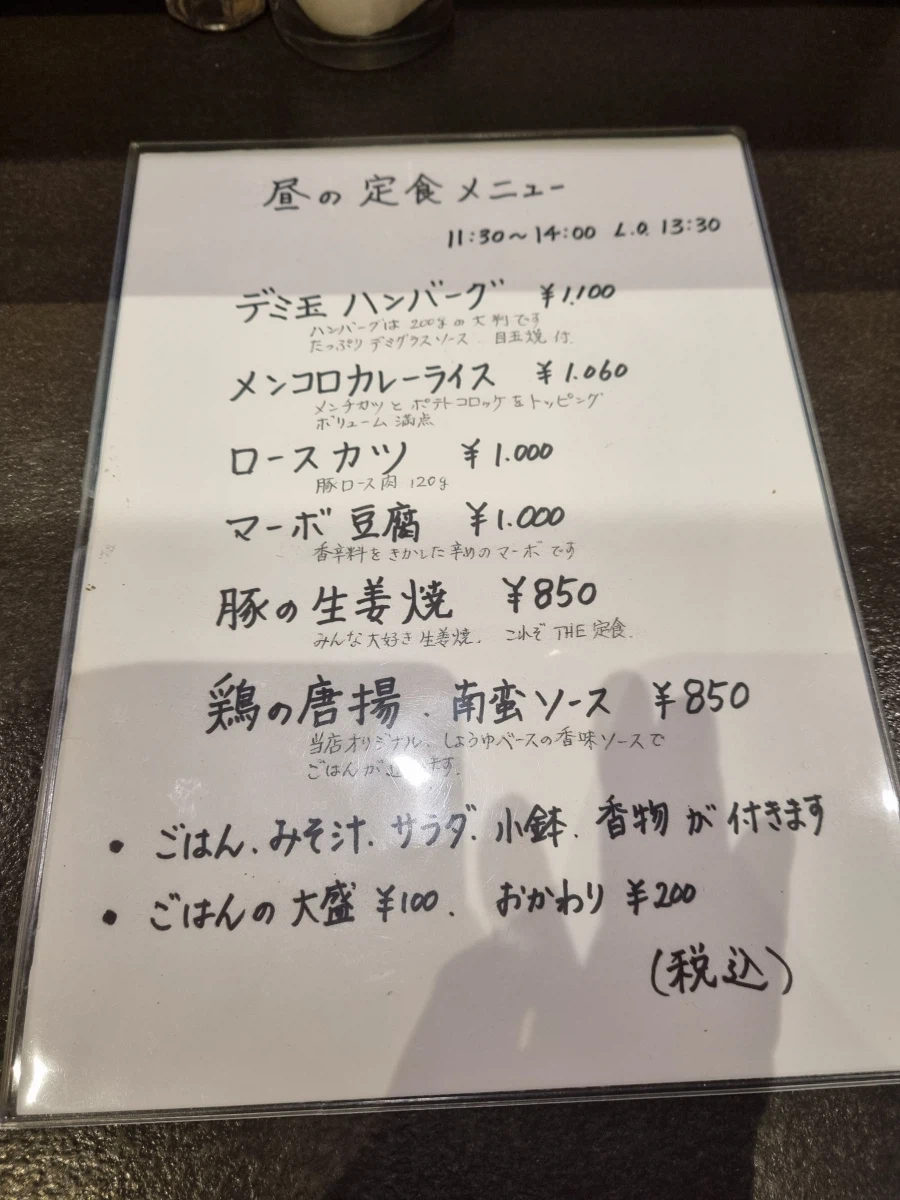 昼の定食メニュー
11:30～14:00 L.O. 13:30
デミ玉 ハンバーグ ¥1,100
ハンバーグは 200gの大判です
たっぷりデミグラスソース、目玉焼付
メンコロカレーライス ¥1.060
メンチカツとポテトコロッケをトッピング
ボリューム満点
ロースカツ ¥1.000
豚ロース肉 120g
マーボ豆腐 ¥1.000
香辛料をきかした辛めのマーボです
豚の生姜焼 ¥850
みんな大好き生姜焼、これぞ THE定食
鶏の唐揚、南蛮ソース ¥850
当店オリジナル、しょうゆベースの香味ソースで
ごはんが ます
• ごはん、みそ汁、サラダ、小鉢、香物が付きます
• ごはんの大盛 ¥100、おかわり ¥200
(税込)